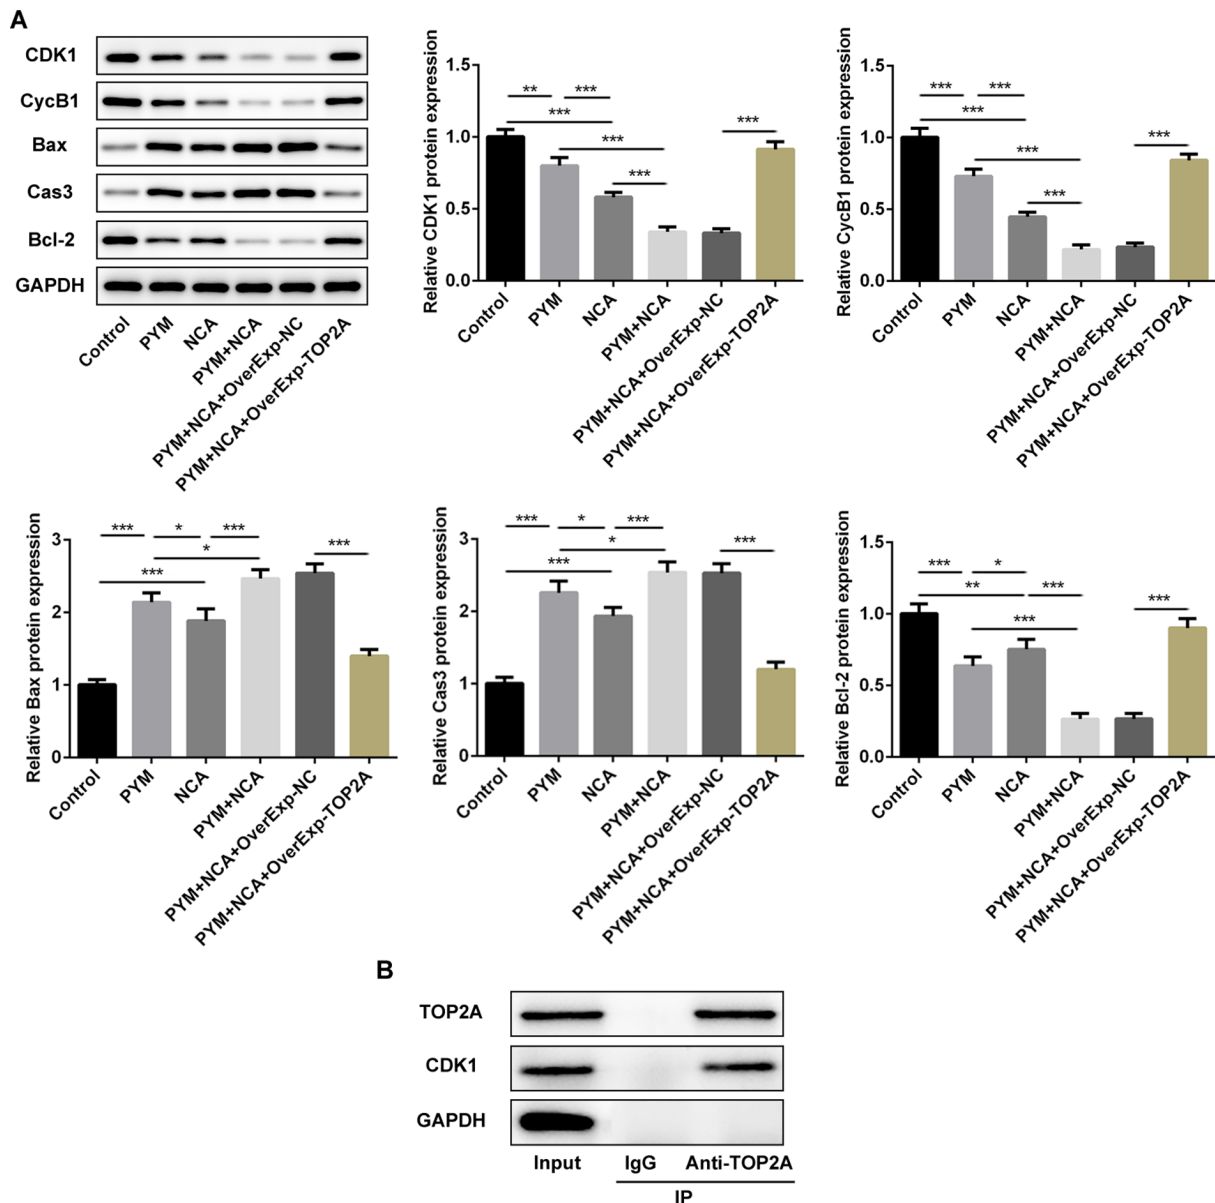 A
CDK1
CycB1
Bax
Cas3
Bcl-2
GAPDH
Control
PYM
NCA
PYM+NCA
PYM+NCA+OverExp-NC
PYM+NCA+OverExp-TOP2A
Relative CDK1 protein expression
1.5
1.0
0.5
0.0
** ***
***
***
***
***
Control
PYM
NCA
PYM+NCA
PYM+NCA+OverExp-NC
PYM+NCA+OverExp-TOP2A
Relative CycB1 protein expression
1.5
1.0
0.5
0.0
*** ***
***
***
***
***
Control
PYM
NCA
PYM+NCA
PYM+NCA+OverExp-NC
PYM+NCA+OverExp-TOP2A
Relative Bax protein expression
3
2
1
0
*** * ***
* ***
***
Control
PYM
NCA
PYM+NCA
PYM+NCA+OverExp-NC
PYM+NCA+OverExp-TOP2A
Relative Cas3 protein expression
3
2
1
0
*** * ***
* ***
***
Control
PYM
NCA
PYM+NCA
PYM+NCA+OverExp-NC
PYM+NCA+OverExp-TOP2A
Relative Bcl-2 protein expression
1.5
1.0
0.5
0.0
*** *
** ***
***
***
Control
PYM
NCA
PYM+NCA
PYM+NCA+OverExp-NC
PYM+NCA+OverExp-TOP2A
B
TOP2A
CDK1
GAPDH
Input IgG Anti-TOP2A
IP